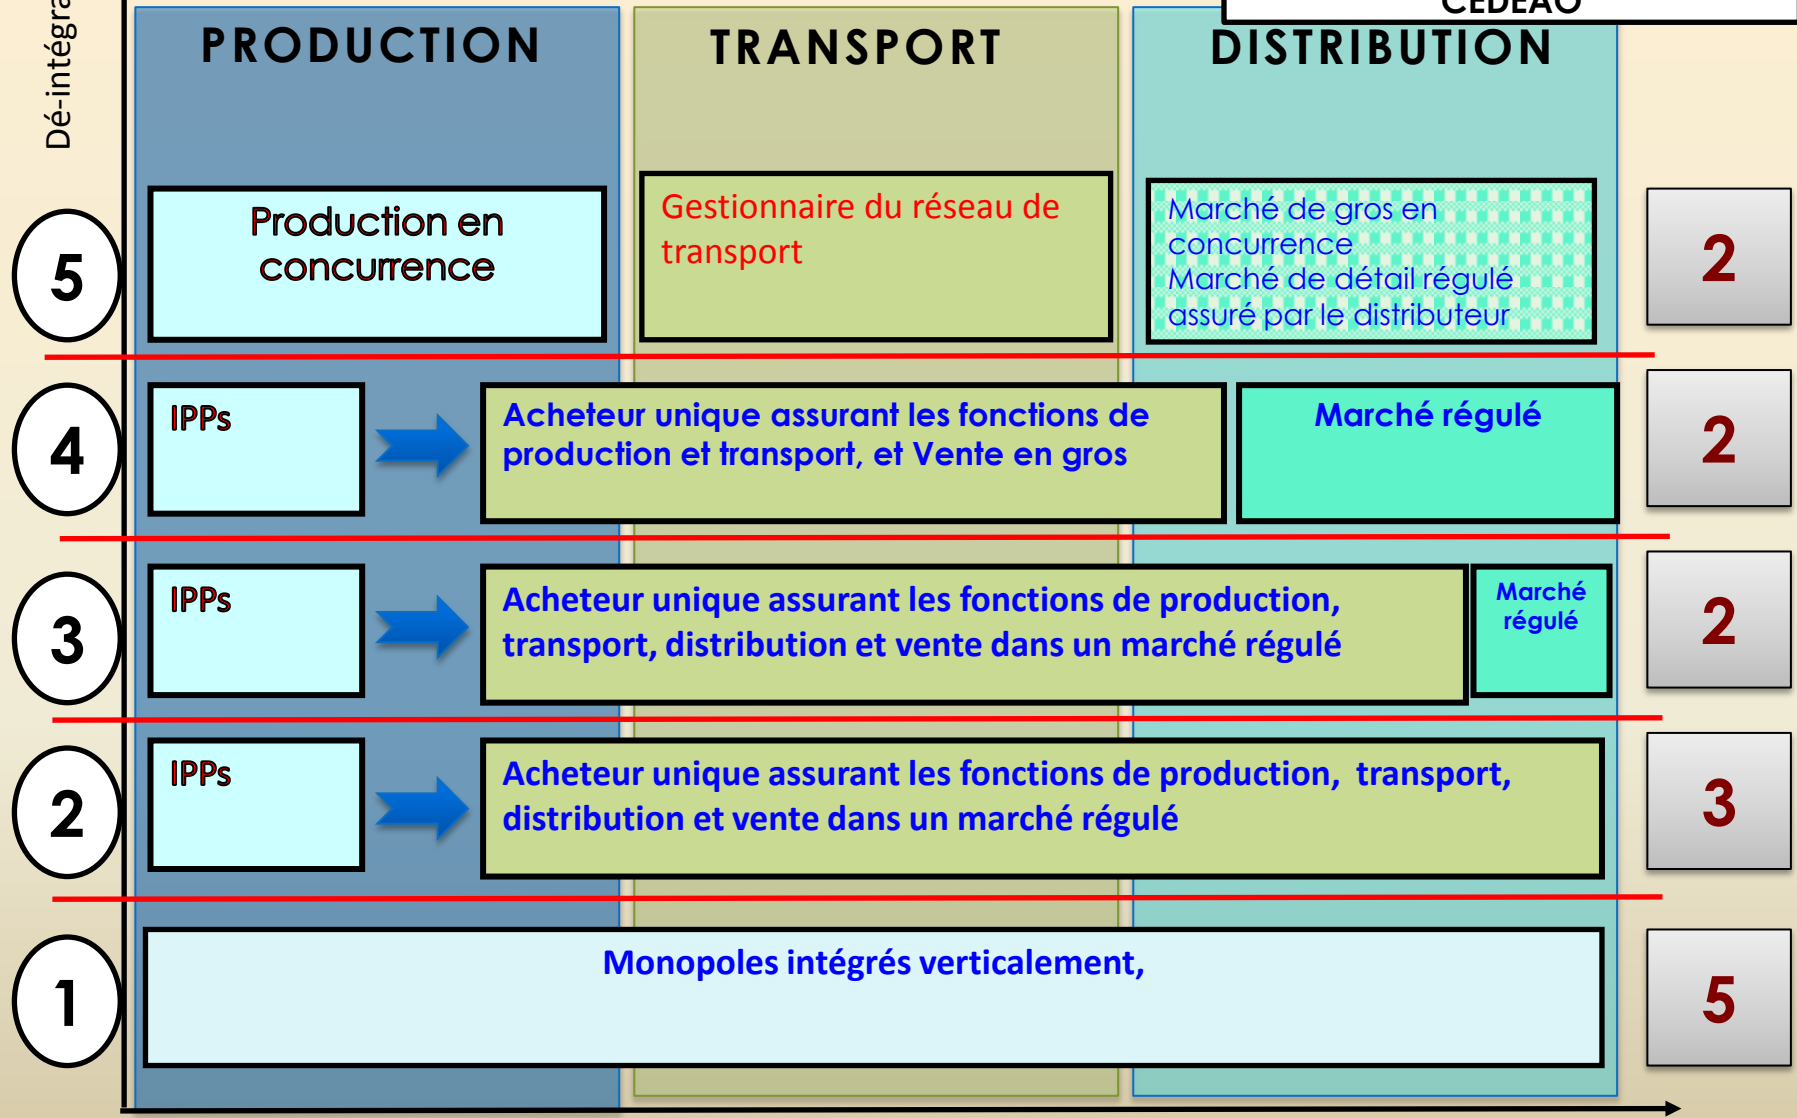 CEDEAO
Dé-intégra
PRODUCTION
TRANSPORT
DISTRIBUTION
5
Production en
concurrence
Gestionnaire du réseau de
transport
Marché de gros en
concurrence
Marché de détail régulé
assuré par le distributeur
2
4
IPPs
Acheteur unique assurant les fonctions de
production et transport, et Vente en gros
Marché régulé
2
3
IPPs
Acheteur unique assurant les fonctions de production,
transport, distribution et vente dans un marché régulé
Marché
régulé
2
2
IPPs
Acheteur unique assurant les fonctions de production, transport,
distribution et vente dans un marché régulé
3
1
Monopoles intégrés verticalement,
5